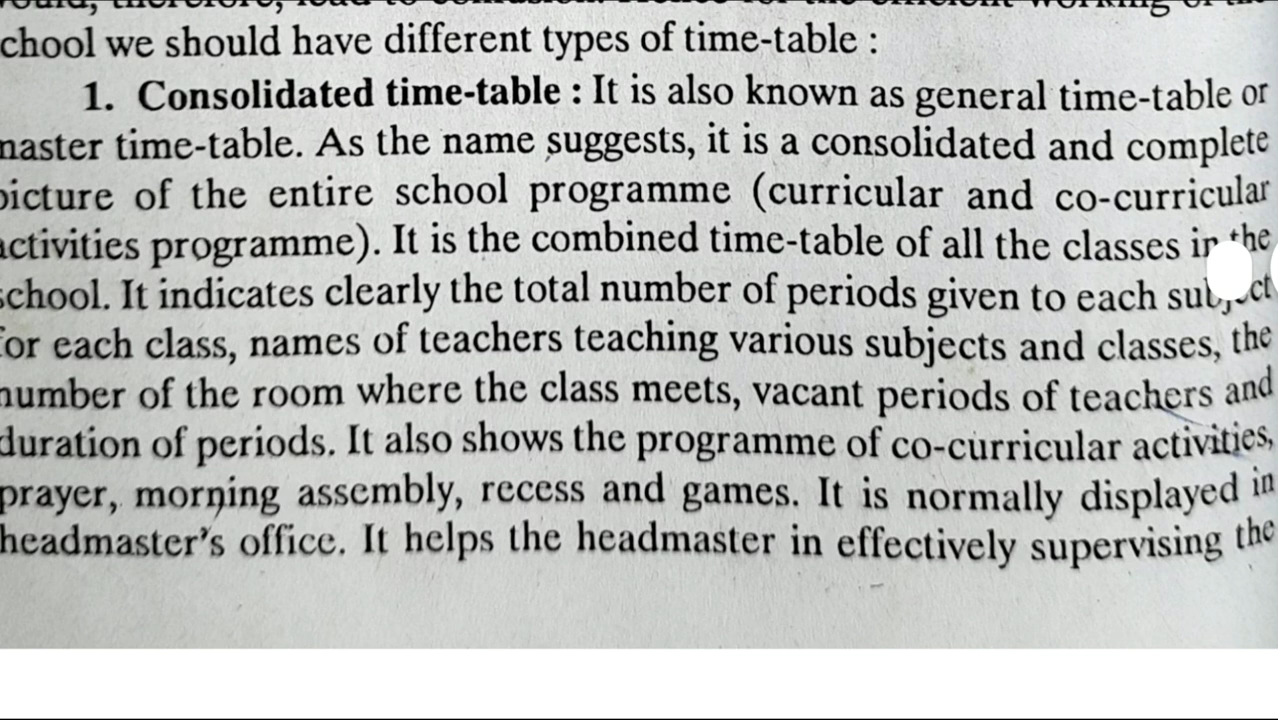 chool we should have different types of time-table :
1. Consolidated time-table : It is also known as general time-table or
naster time-table. As the name suggests, it is a consolidated and complete
picture of the entire school programme (curricular and co-curricular
activities programme). It is the combined time-table of all the classes in the
school. It indicates clearly the total number of periods given to each subject
for each class, names of teachers teaching various subjects and classes, the
number of the room where the class meets, vacant periods of teachers and
duration of periods. It also shows the programme of co-curricular activities,
prayer, morning assembly, recess and games. It is normally displayed in
headmaster's office. It helps the headmaster in effectively supervising the